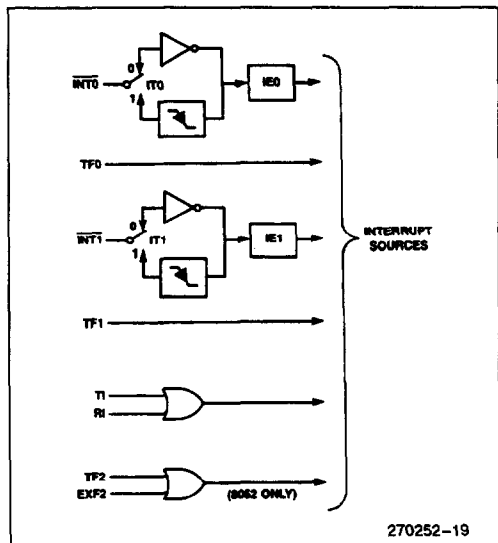 INT0
0
1
IT0
IE0
TF0
INT1
0
1
IT1
IE1
INTERRUPT
SOURCES
TF1
TI
RI
TF2
EXF2
(8052 ONLY)
270252-19